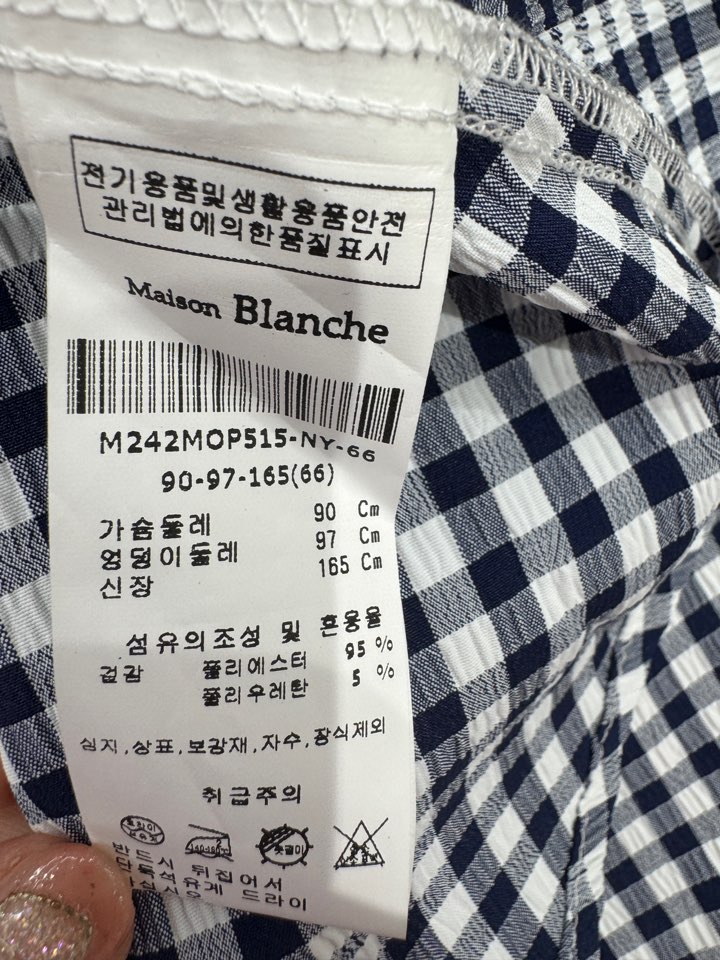 전기용품및생활용품안전
관리법에의한품질표시
Maison Blanche
M242MOP515-NY-66
90-97-165(66)
가슴둘레 90 Cm
엉덩이둘레 97 Cm
신장 165 Cm
섬유의조성 및 혼용율
겉감 폴리에스터 95 %
폴리우레탄 5 %
심지,상표,보강재,자수,장식제외
취급주의
드라이
반드시 뒤집어서
단독석유계 드라이